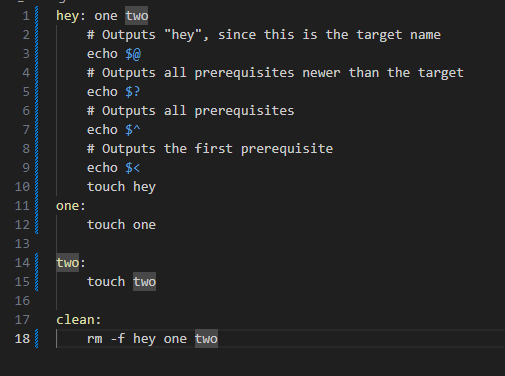 1 hey: one two
2 # Outputs "hey", since this is the target name
3 echo $@
4 # Outputs all prerequisites newer than the target
5 echo $?
6 # Outputs all prerequisites
7 echo $^
8 # Outputs the first prerequisite
9 echo $<
10 touch hey
11 one:
12 touch one
13
14 two:
15 touch two
16
17 clean:
18 rm -f hey one two